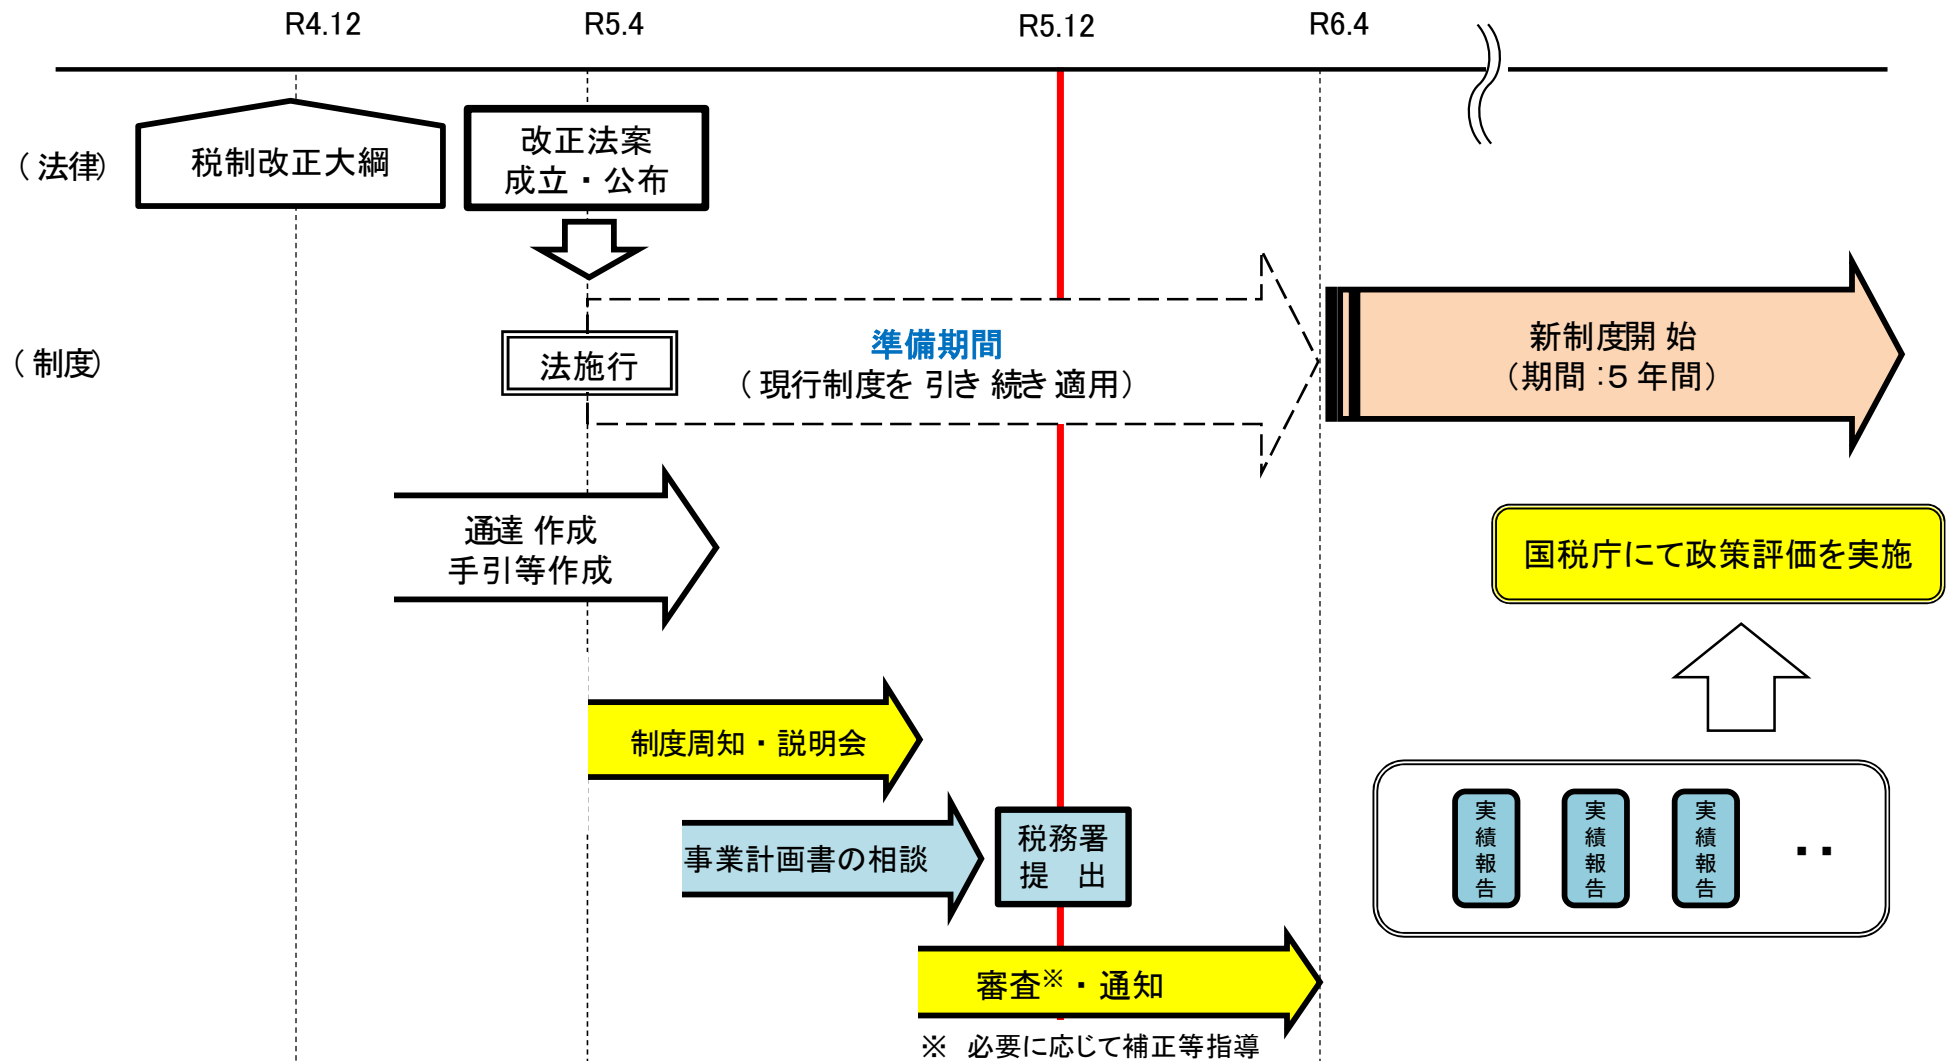 R4.12
R5.4
R5.12
R6.4
（法律）
税制改正大綱
改正法案
成立・公布
（制度）
法施行
準備期間
（現行制度を引き続き適用）
新制度開始
（期間：5年間）
通達作成
手引等作成
国税庁にて政策評価を実施
制度周知・説明会
事業計画書の相談
税務署
提　出
実績報告
実績報告
実績報告
・・
審査※・通知
※　必要に応じて補正等指導